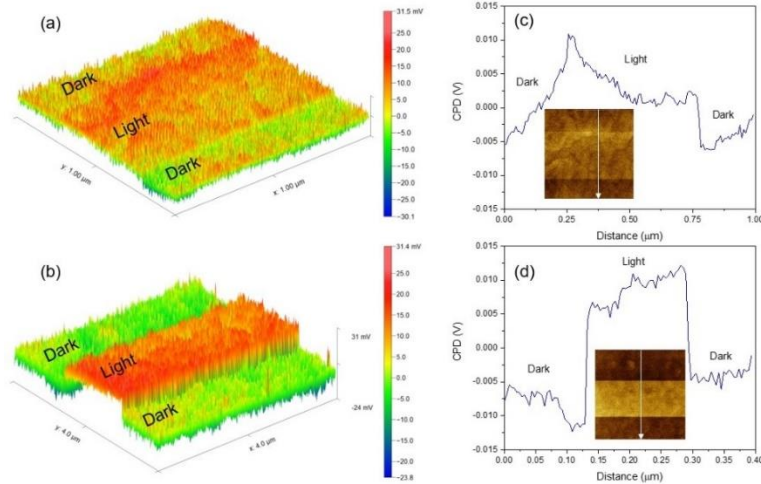 (a)
31.5 mV
25.0
20.0
15.0
10.0
5.0
0.0
-5.0
-10.0
-15.0
-20.0
-25.0
-30.1
Dark
Light
Dark
y: 1.00 µm
x: 1.00 µm
(b)
31.4 mV
25.0
20.0
15.0
10.0
5.0
0.0
-5.0
-10.0
-15.0
-23.8
31 mV
-24 mV
Dark
Light
Dark
y: 4.0 µm
x: 4.0 µm
(c)
0.015
0.010
0.005
0.000
-0.005
-0.010
-0.015
CPD (V)
Dark
Light
Dark
0.00 0.25 0.50 0.75 1.00
Distance (µm)
(d)
0.015
0.010
0.005
0.000
-0.005
-0.010
-0.015
CPD (V)
Light
Dark
Dark
0.00 0.05 0.10 0.15 0.20 0.25 0.30 0.35 0.40
Distance (µm)